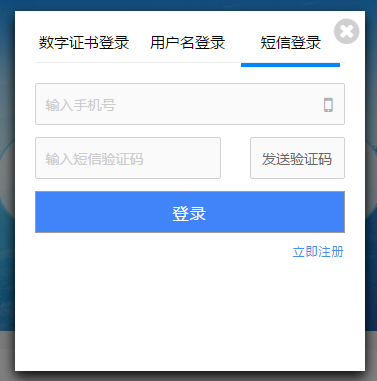 数字证书登录 用户名登录 短信登录
输入手机号
输入短信验证码 发送验证码
登录
立即注册